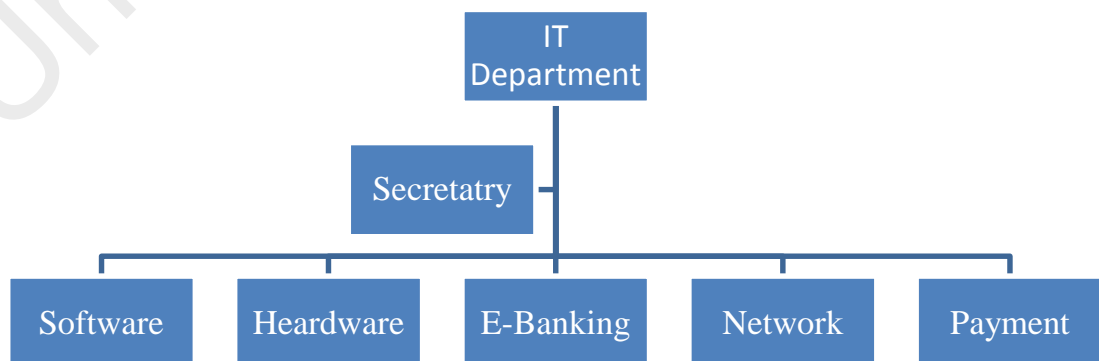 IT
Department
Secretatry
Software
Heardware
E-Banking
Network
Payment